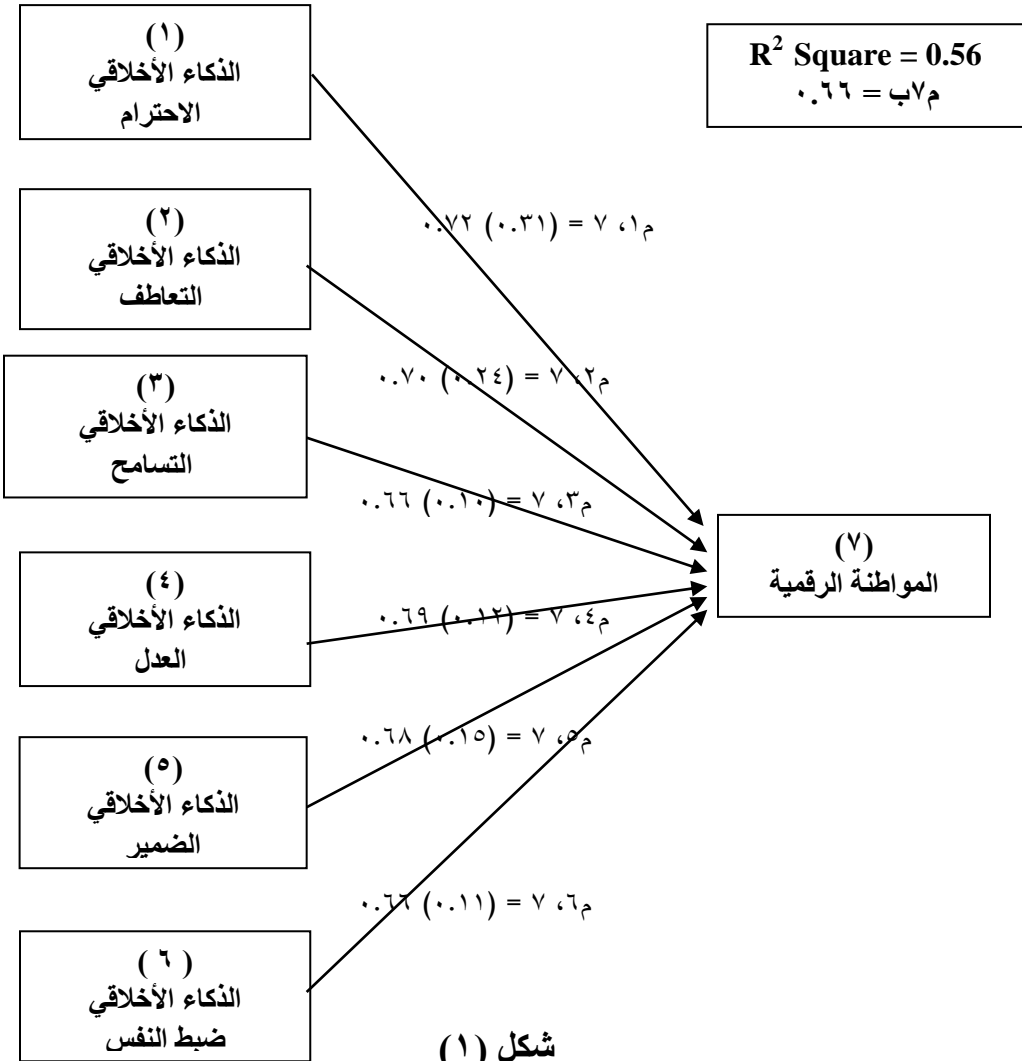 (١)
الذكاء الأخلاقي
الاحترام
R² Square = 0.56
م٧ب = ٠.٦٦
م١، ٧ = (٠.٣١) ٠.٧٢
(٢)
الذكاء الأخلاقي
التعاطف
م٢، ٧ = (٠.٢٤) ٠.٧٠
(٣)
الذكاء الأخلاقي
التسامح
م٣، ٧ = (٠.١٠) ٠.٦٦
(٧)
المواطنة الرقمية
(٤)
الذكاء الأخلاقي
العدل
م٤، ٧ = (٠.١٢) ٠.٦٩
(٥)
الذكاء الأخلاقي
الضمير
م٥، ٧ = (٠.١٥) ٠.٦٨
م٦، ٧ = (٠.١١) ٠.٦٦
(٦ )
الذكاء الأخلاقي
ضبط النفس
شكل (١)